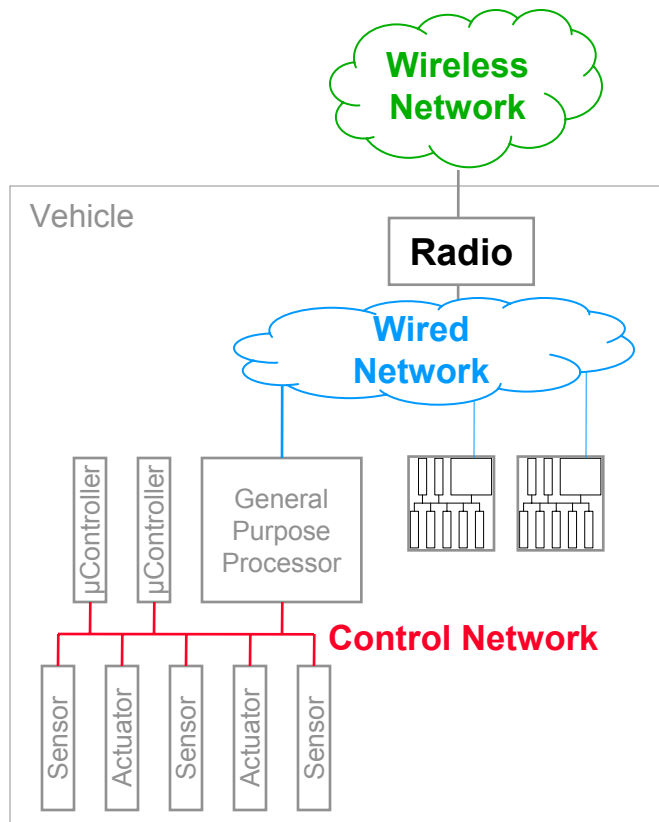 Wireless
Network
Vehicle
Radio
Wired
Network
µController
µController
General
Purpose
Processor
Control Network
Sensor
Actuator
Sensor
Actuator
Sensor